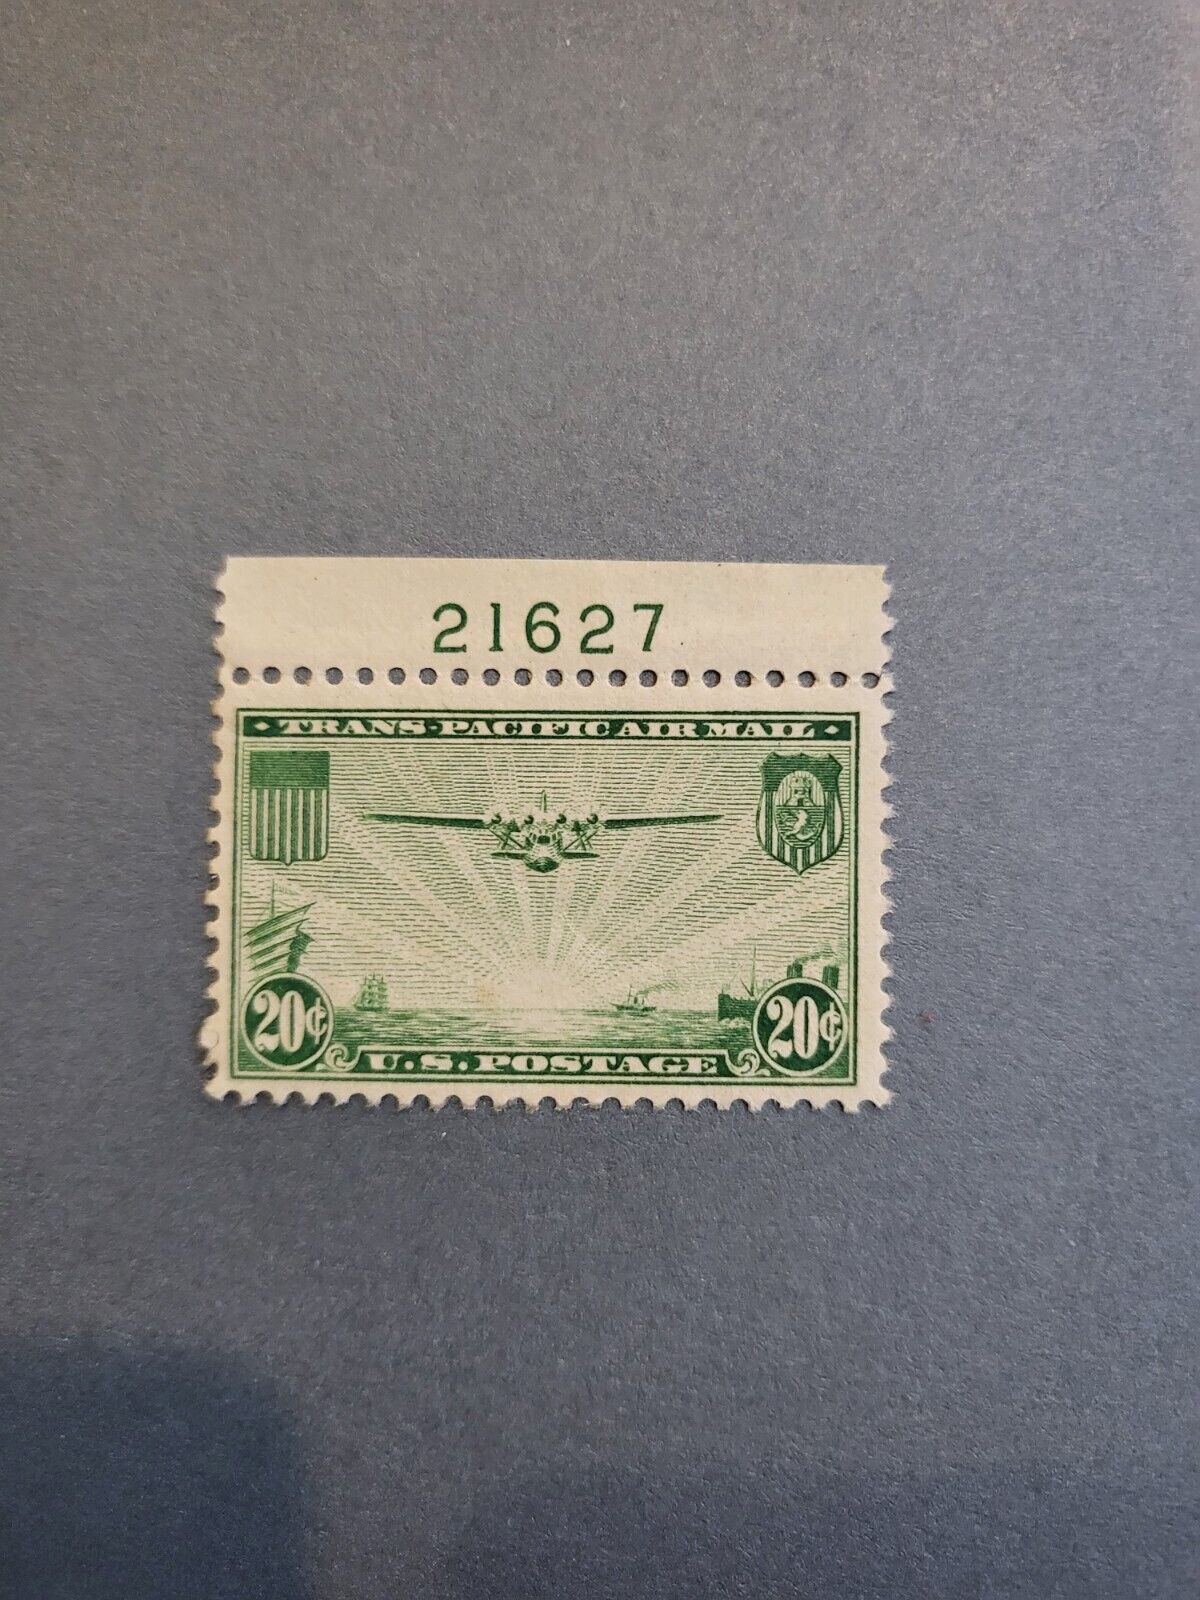 21627
TRANS-PACIFIC AIR MAIL
20¢ 20¢
U.S. POSTAGE